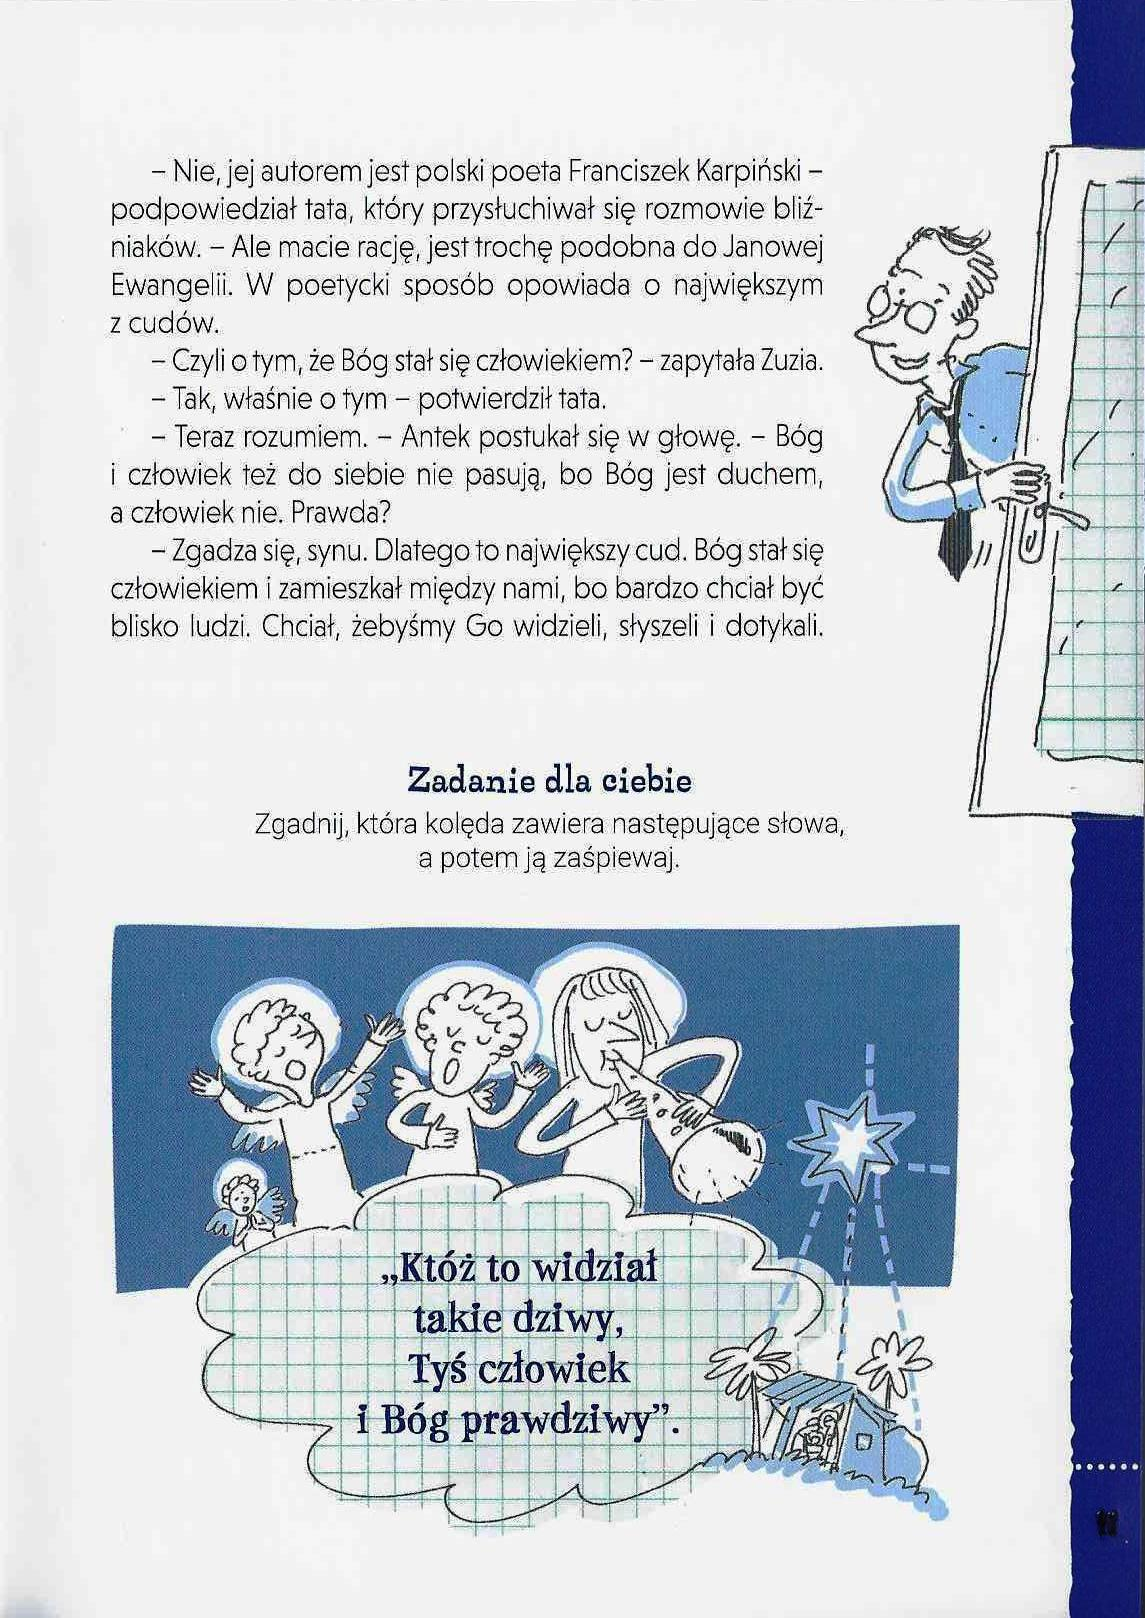 – Nie, jej autorem jest polski poeta Franciszek Karpiński –
podpowiedział tata, który przysłuchiwał się rozmowie bliź-
niaków. – Ale macie rację, jest trochę podobna do Janowej
Ewangelii. W poetycki sposób opowiada o największym
z cudów.
– Czyli o tym, że Bóg stał się człowiekiem? – zapytała Zuzia.
– Tak, właśnie o tym – potwierdził tata.
– Teraz rozumiem. – Antek postukał się w głowę. – Bóg
i człowiek też do siebie nie pasują, bo Bóg jest duchem,
a człowiek nie. Prawda?
– Zgadza się, synu. Dlatego to największy cud. Bóg stał się
człowiekiem i zamieszkał między nami, bo bardzo chciał być
blisko ludzi. Chciał, żebyśmy Go widzieli, słyszeli i dotykali.
Zadanie dla ciebie
Zgadnij, która kolęda zawiera następujące słowa,
a potem ją zaśpiewaj.
„Któż to widział
takie dziwy,
Tyś człowiek
i Bóg prawdziwy”.